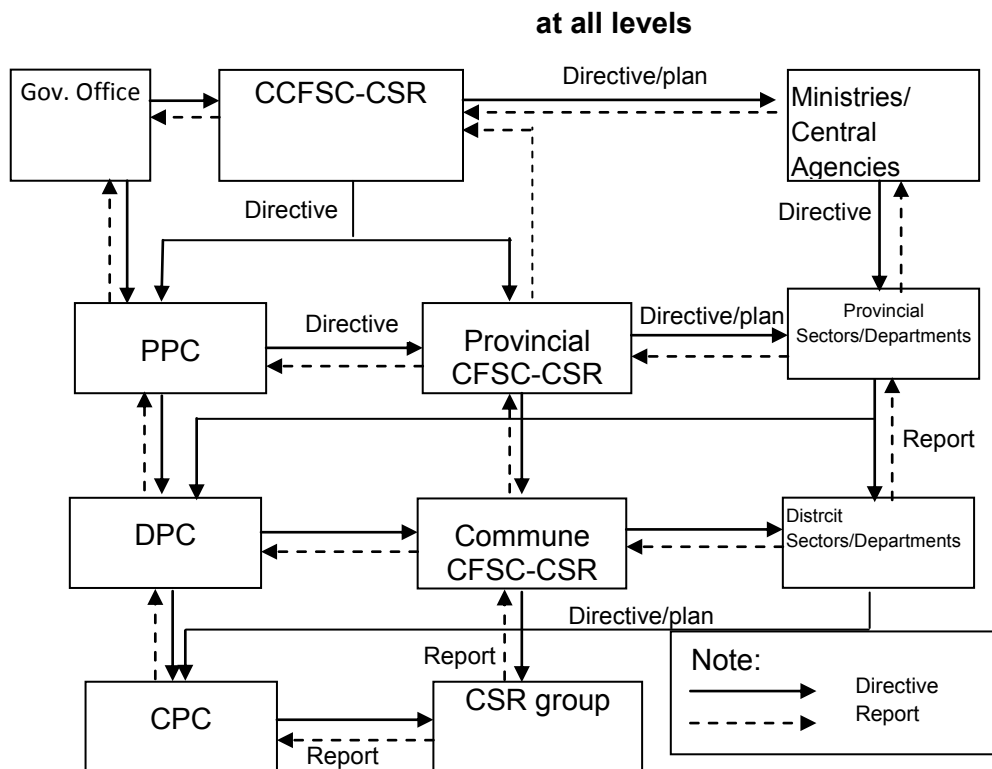 at all levels
Gov. Office
CCFSC-CSR
Directive/plan
Ministries/
Central
Agencies
Directive
Directive
PPC
Directive
Provincial
CFSC-CSR
Directive/plan
Provincial
Sectors/Departments
Report
DPC
Commune
CFSC-CSR
Distrcit
Sectors/Departments
Directive/plan
Report
CPC
Report
CSR group
Note:
Directive
Report